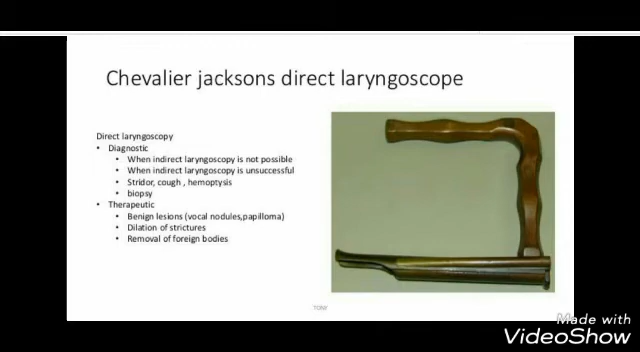 Chevalier jacksons direct laryngoscope
Direct laryngoscopy
• Diagnostic
• When indirect laryngoscopy is not possible
• When indirect laryngoscopy is unsuccessful
• Stridor, cough , hemoptysis
• biopsy
• Therapeutic
• Benign lesions (vocal nodules,papilloma)
• Dilation of strictures
• Removal of foreign bodies
TONY
Made with
VideoShow